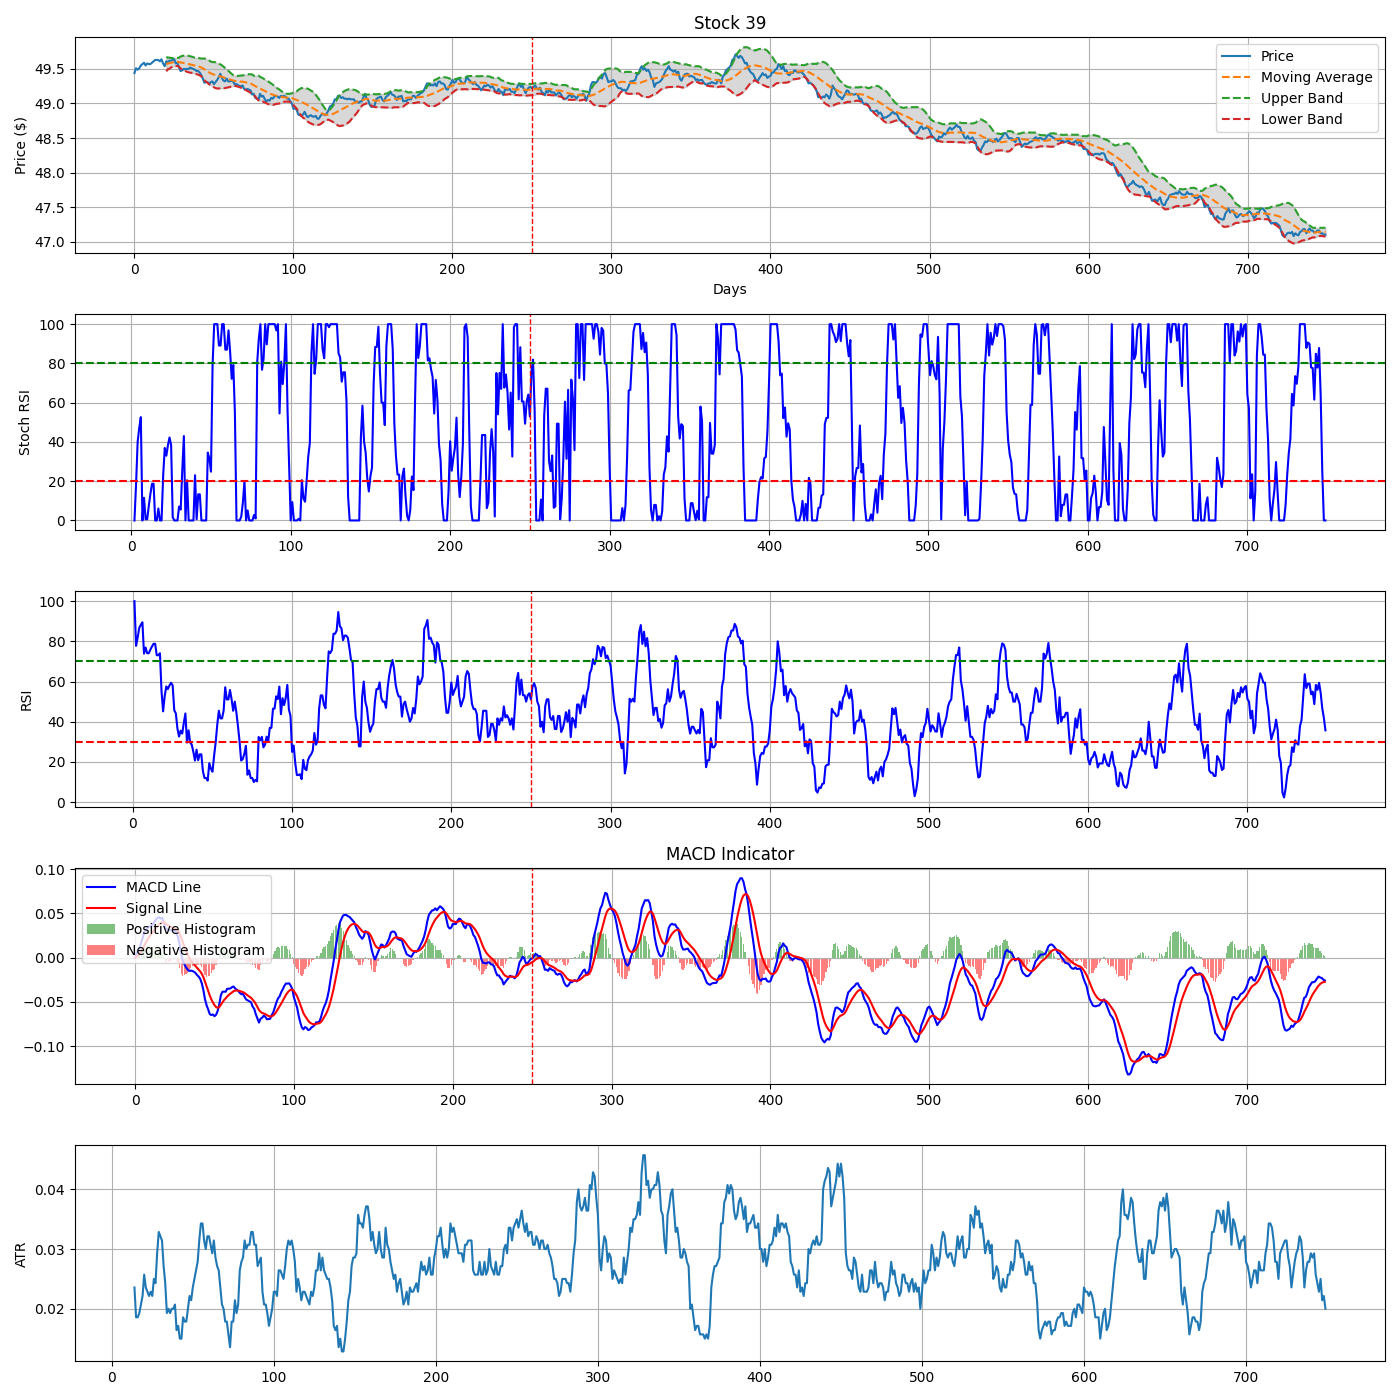 Stock 39
Price ($)
49.5
49.0
48.5
48.0
47.5
47.0
Price
Moving Average
Upper Band
Lower Band
0 100 200 300 400 500 600 700
Days
Stoch RSI
100
80
60
40
20
0
0 100 200 300 400 500 600 700
RSI
100
80
60
40
20
0
0 100 200 300 400 500 600 700
MACD Indicator
0.10
0.05
0.00
−0.05
−0.10
MACD Line
Signal Line
Positive Histogram
Negative Histogram
0 100 200 300 400 500 600 700
ATR
0.04
0.03
0.02
0 100 200 300 400 500 600 700